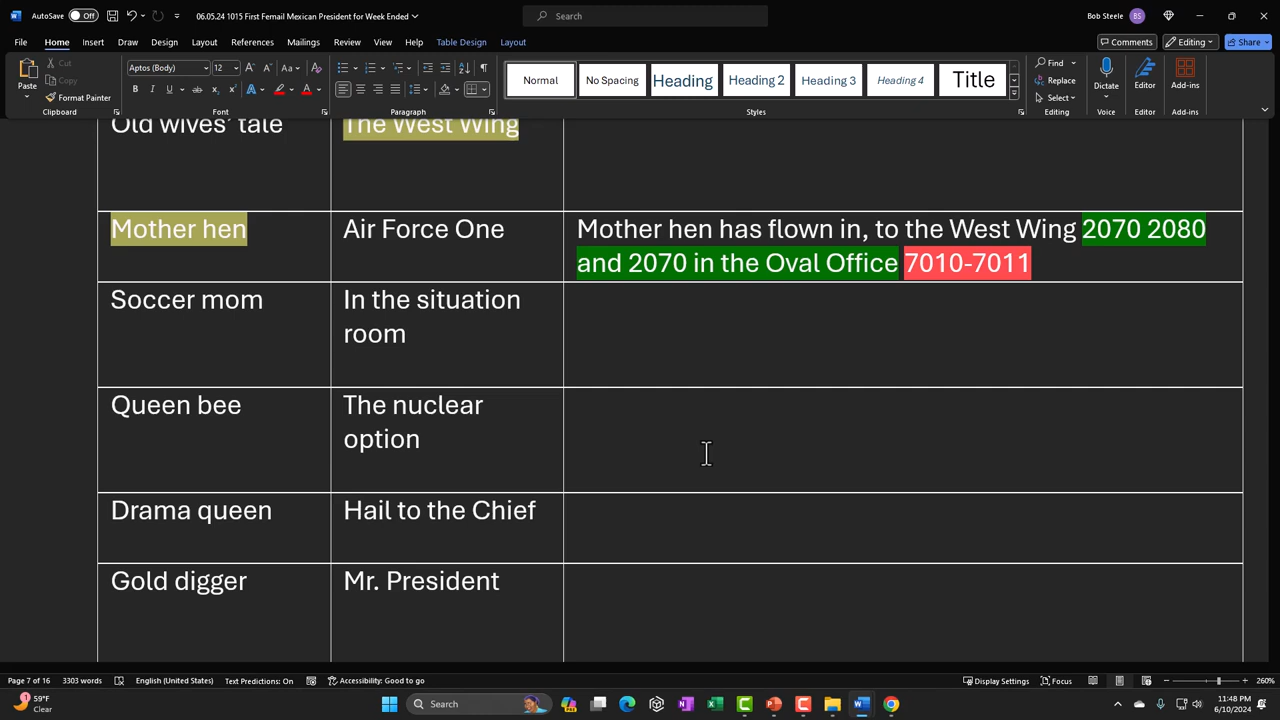 AutoSave Off 06.05.24 1015 First Femail Mexican President for Week Ended Search Bob Steele BS
File Home Insert Draw Design Layout References Mailings Review View Help Table Design Layout Comments Editing Share
Paste Cut Copy Format Painter Clipboard
Aptos (Body) 12 Font
Paragraph
Normal No Spacing Heading Heading 2 Heading 3 Heading 4 Title Styles
Find Replace Select Editing
Dictate Voice
Editor Editor
Add-ins Add-ins
Old wives' tale The West Wing
Mother hen Air Force One Mother hen has flown in, to the West Wing 2070 2080
and 2070 in the Oval Office 7010-7011
Soccer mom In the situation
room
Queen bee The nuclear
option
Drama queen Hail to the Chief
Gold digger Mr. President
Page 7 of 16 3303 words English (United States) Text Predictions: On Accessibility: Good to go Display Settings Focus 260%
1 59°F
Clear
Search
11:48 PM
6/10/2024